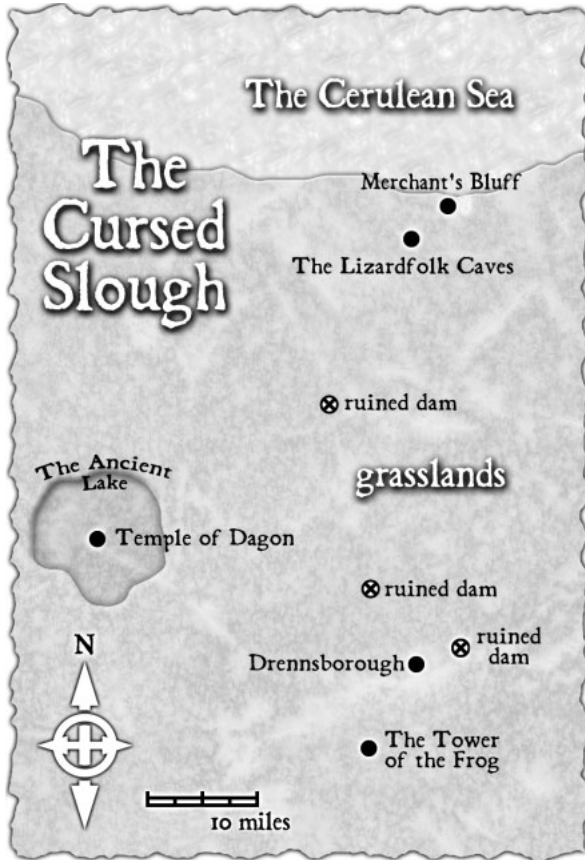 The Cerulean Sea
The
Cursed
Slough
Merchant's Bluff
The Lizardfolk Caves
ruined dam
The Ancient
Lake
grasslands
Temple of Dagon
ruined dam
ruined
dam
Drennsborough
N
The Tower
of the Frog
10 miles